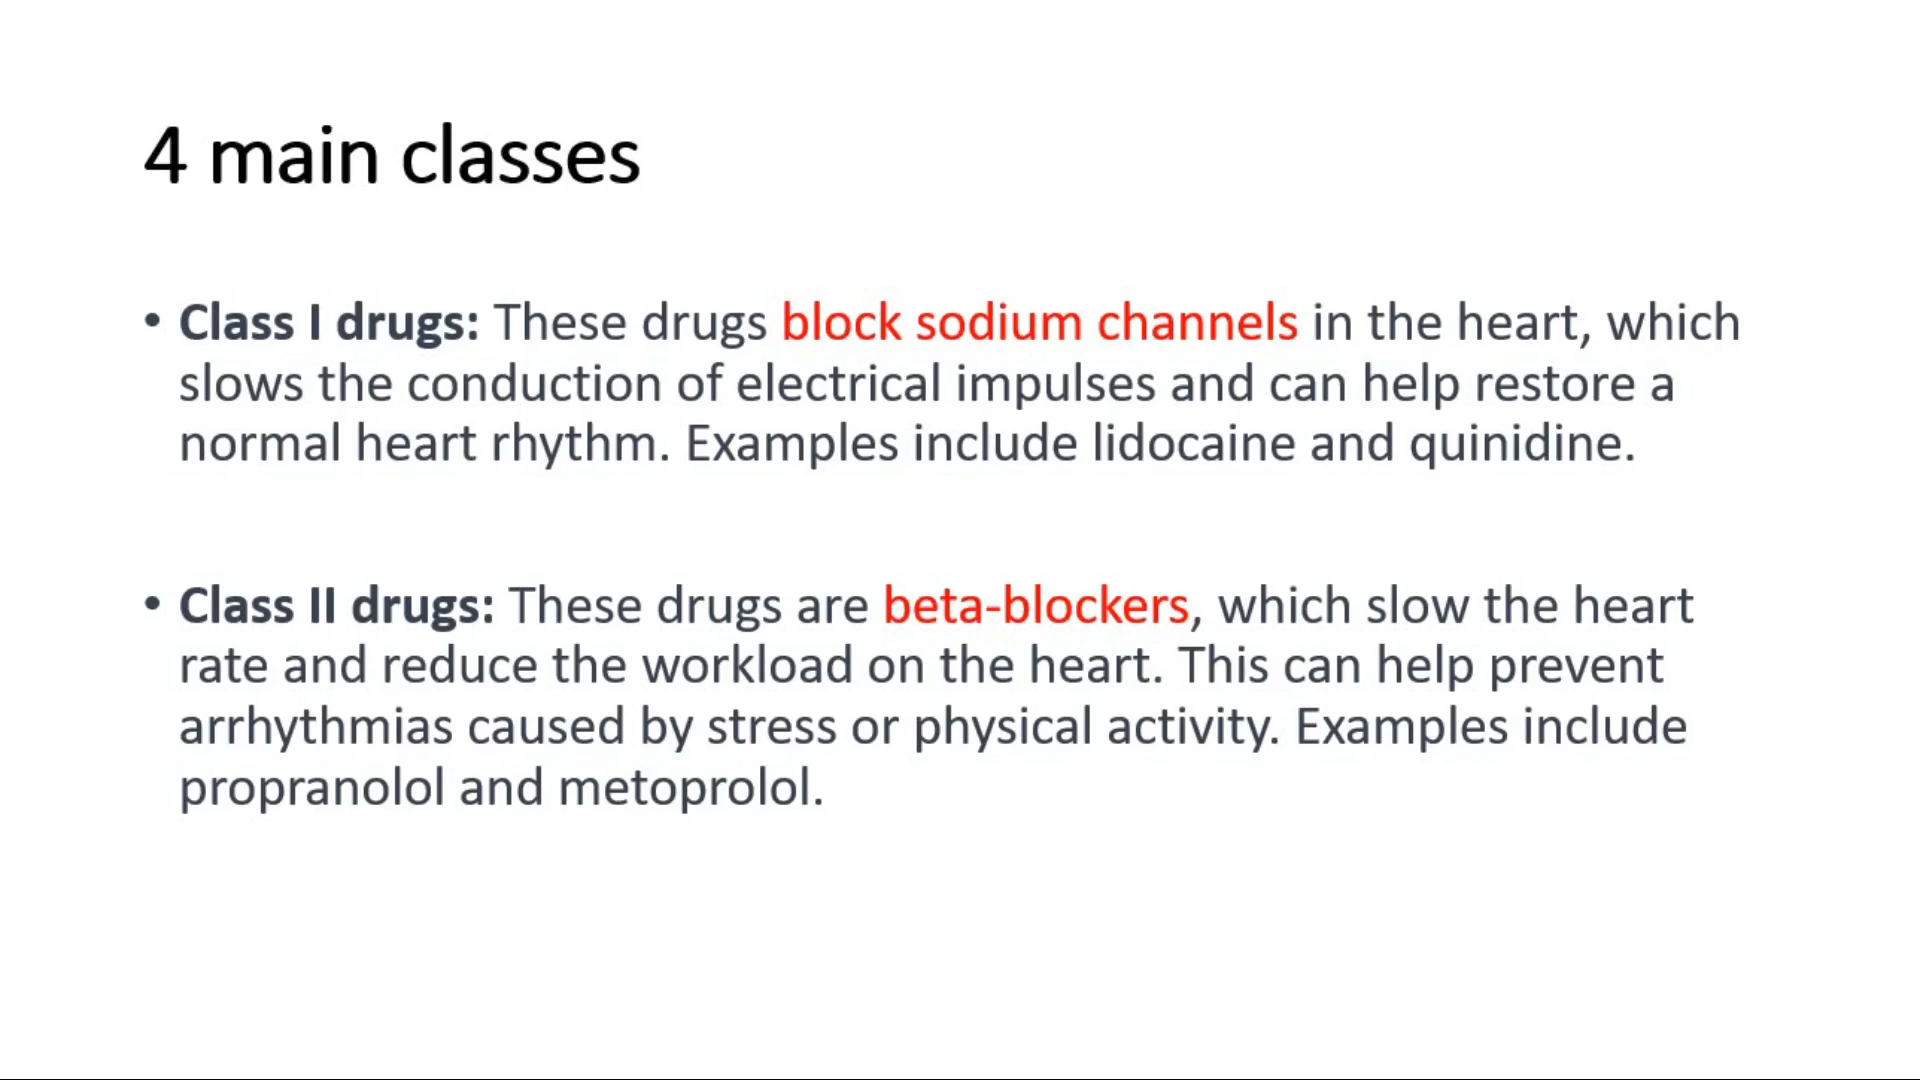 4 main classes
• Class I drugs: These drugs block sodium channels in the heart, which
slows the conduction of electrical impulses and can help restore a
normal heart rhythm. Examples include lidocaine and quinidine.
• Class II drugs: These drugs are beta-blockers, which slow the heart
rate and reduce the workload on the heart. This can help prevent
arrhythmias caused by stress or physical activity. Examples include
propranolol and metoprolol.